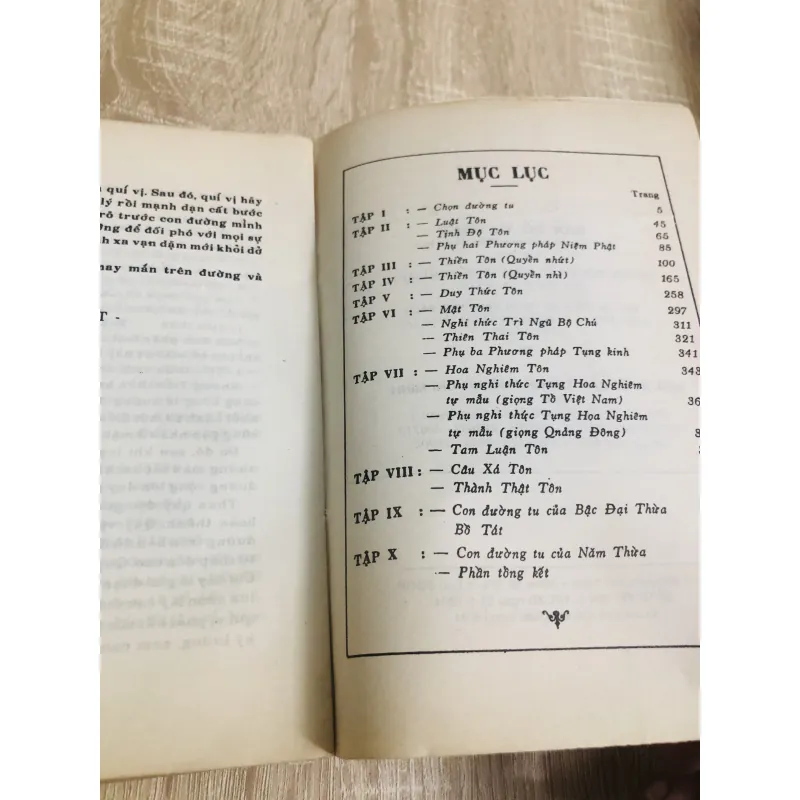 quí vị. Sau đó, quí vị hãy
lý rồi mạnh dạn cất bước
trước con đường mình
để đối phó với mọi sự
xa vạn dậm mới khỏi dở
may mắn trên đường và
T -
MỤC LỤC
Trang
TẬP I : — Chọn đường tu 5
TẬP II : — Luật Tôn 45
— Tịnh Độ Tôn 65
— Phụ hai Phương pháp Niệm Phật 85
TẬP III : — Thiền Tôn (Quyền nhứt) 100
TẬP IV : — Thiền Tôn (Quyền nhì) 165
TẬP V : — Duy Thức Tôn 258
TẬP VI : — Mật Tôn 297
— Nghi thức Trì Ngũ Bộ Chú 311
— Thiên Thai Tôn 321
— Phụ ba Phương pháp Tụng kinh 341
TẬP VII : — Hoa Nghiêm Tôn 343
— Phụ nghi thức Tụng Hoa Nghiêm
tự mẫu (giọng Tổ Việt Nam) 36
— Phụ nghi thức Tụng Hoa Nghiêm
tự mẫu (giọng Qnảng Đông)
— Tam Luận Tôn
TẬP VIII : — Câu Xá Tôn
— Thành Thật Tôn
TẬP IX : — Con đường tu của Bậc Đại Thừa
Bồ Tát
TẬP X : — Con đường tu của Năm Thừa
— Phần tổng kết